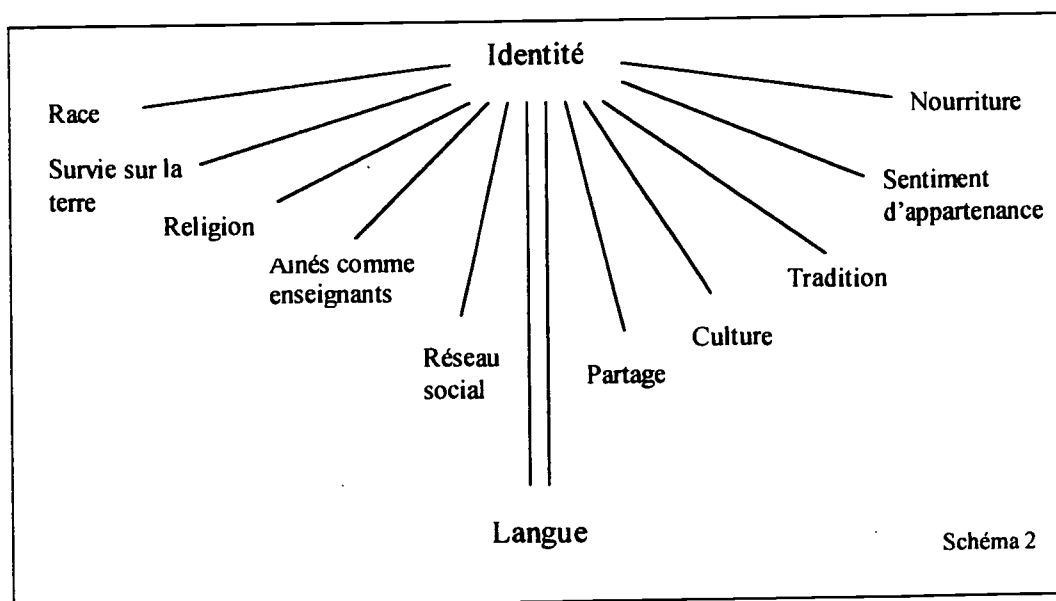 Identité
Race
Survie sur la
terre
Religion
Aînés comme
enseignants
Réseau
social
Langue
Partage
Culture
Tradition
Sentiment
d'appartenance
Nourriture
Schéma 2